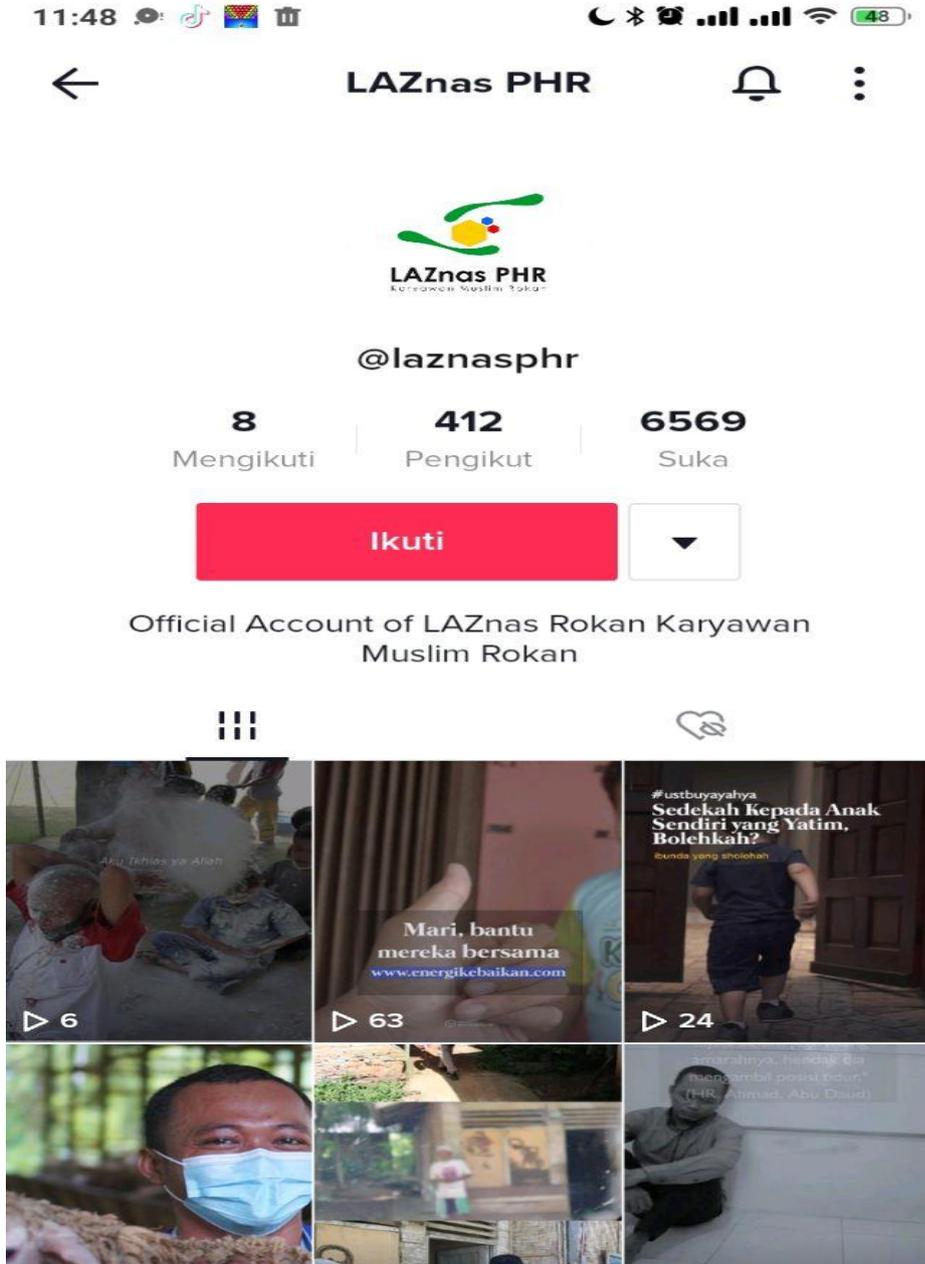 11:48
48
LAZnas PHR
LAZnas PHR
Karyawan Muslim Rokan
@laznasphr
8 412 6569
Mengikuti Pengikut Suka
Ikuti
Official Account of LAZnas Rokan Karyawan
Muslim Rokan
Aku Ikhlas ya Allah
6
Mari, bantu
mereka bersama
www.energikebaikan.com
63
#ustbuyayahya
Sedekah Kepada Anak
Sendiri yang Yatim,
Bolehkah?
ibunda yang sholehah
24
amarahnya, hendak dia
mengambil posisi tidur."
(HR. Ahmad, Abu Daud)